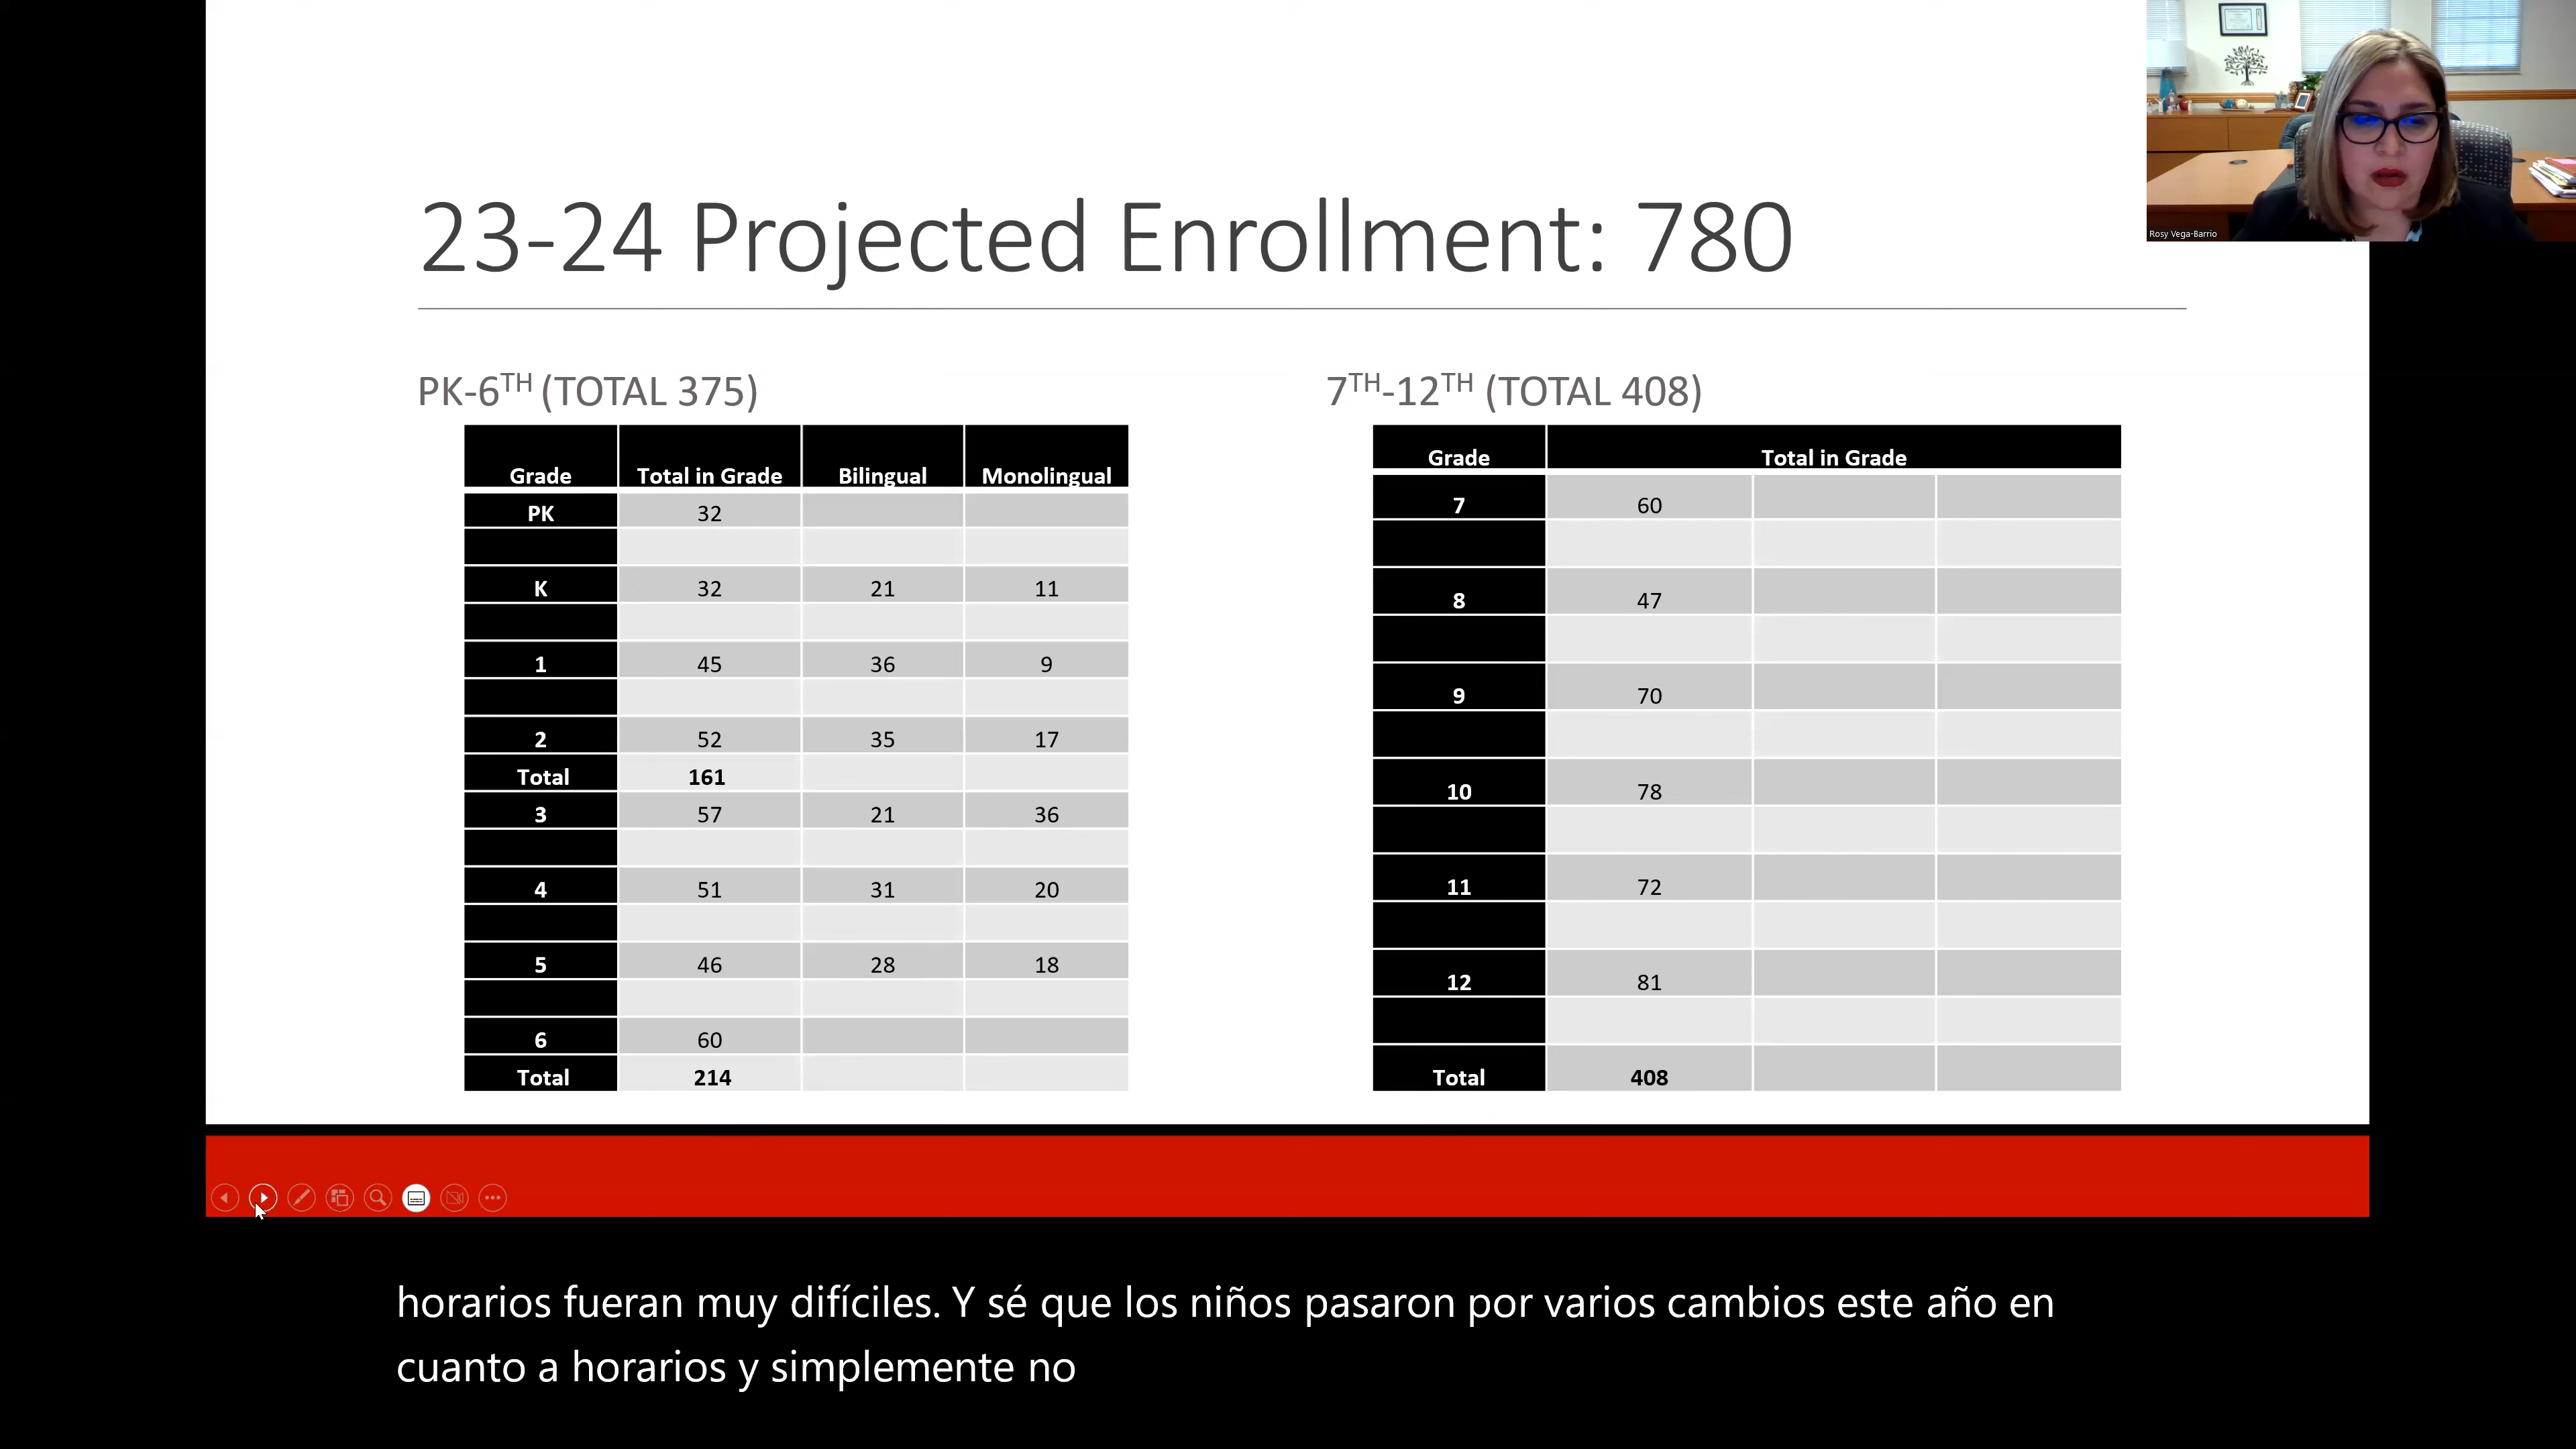 Rosy Vega-Barrio
23-24 Projected Enrollment: 780
PK-6TH (TOTAL 375)
Grade Total in Grade Bilingual Monolingual
PK 32
K 32 21 11
1 45 36 9
2 52 35 17
Total 161
3 57 21 36
4 51 31 20
5 46 28 18
6 60
Total 214
7TH-12TH (TOTAL 408)
Grade Total in Grade
7 60
8 47
9 70
10 78
11 72
12 81
Total 408
horarios fueran muy difíciles. Y sé que los niños pasaron por varios cambios este año en
cuanto a horarios y simplemente no